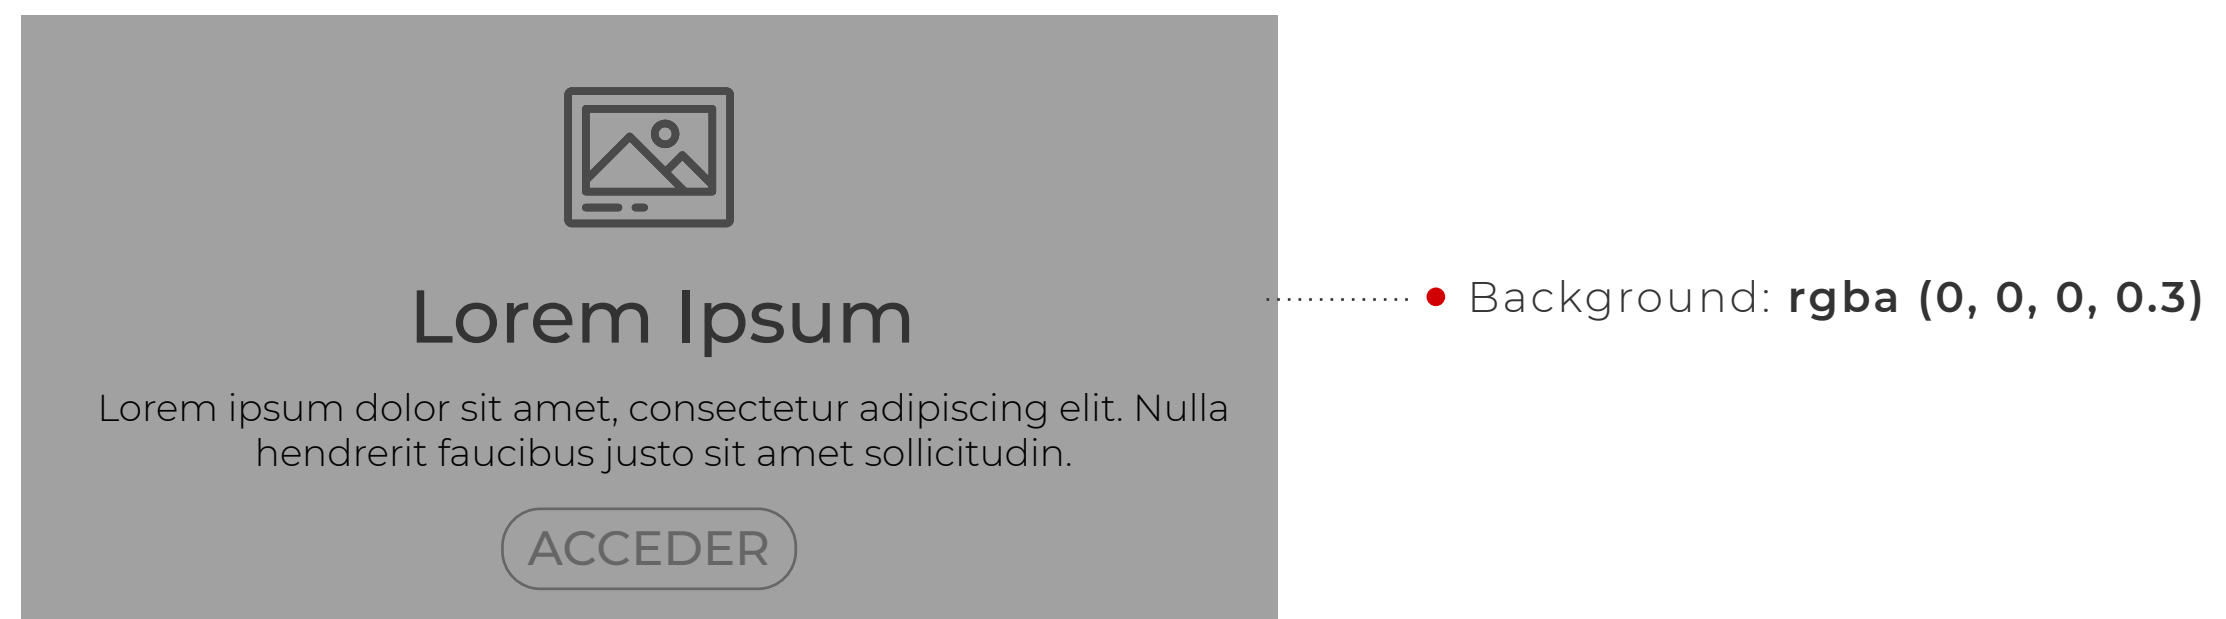 Lorem Ipsum
Lorem ipsum dolor sit amet, consectetur adipiscing elit. Nulla
hendrerit faucibus justo sit amet sollicitudin.
ACCEDER
Background: rgba (0, 0, 0, 0.3)